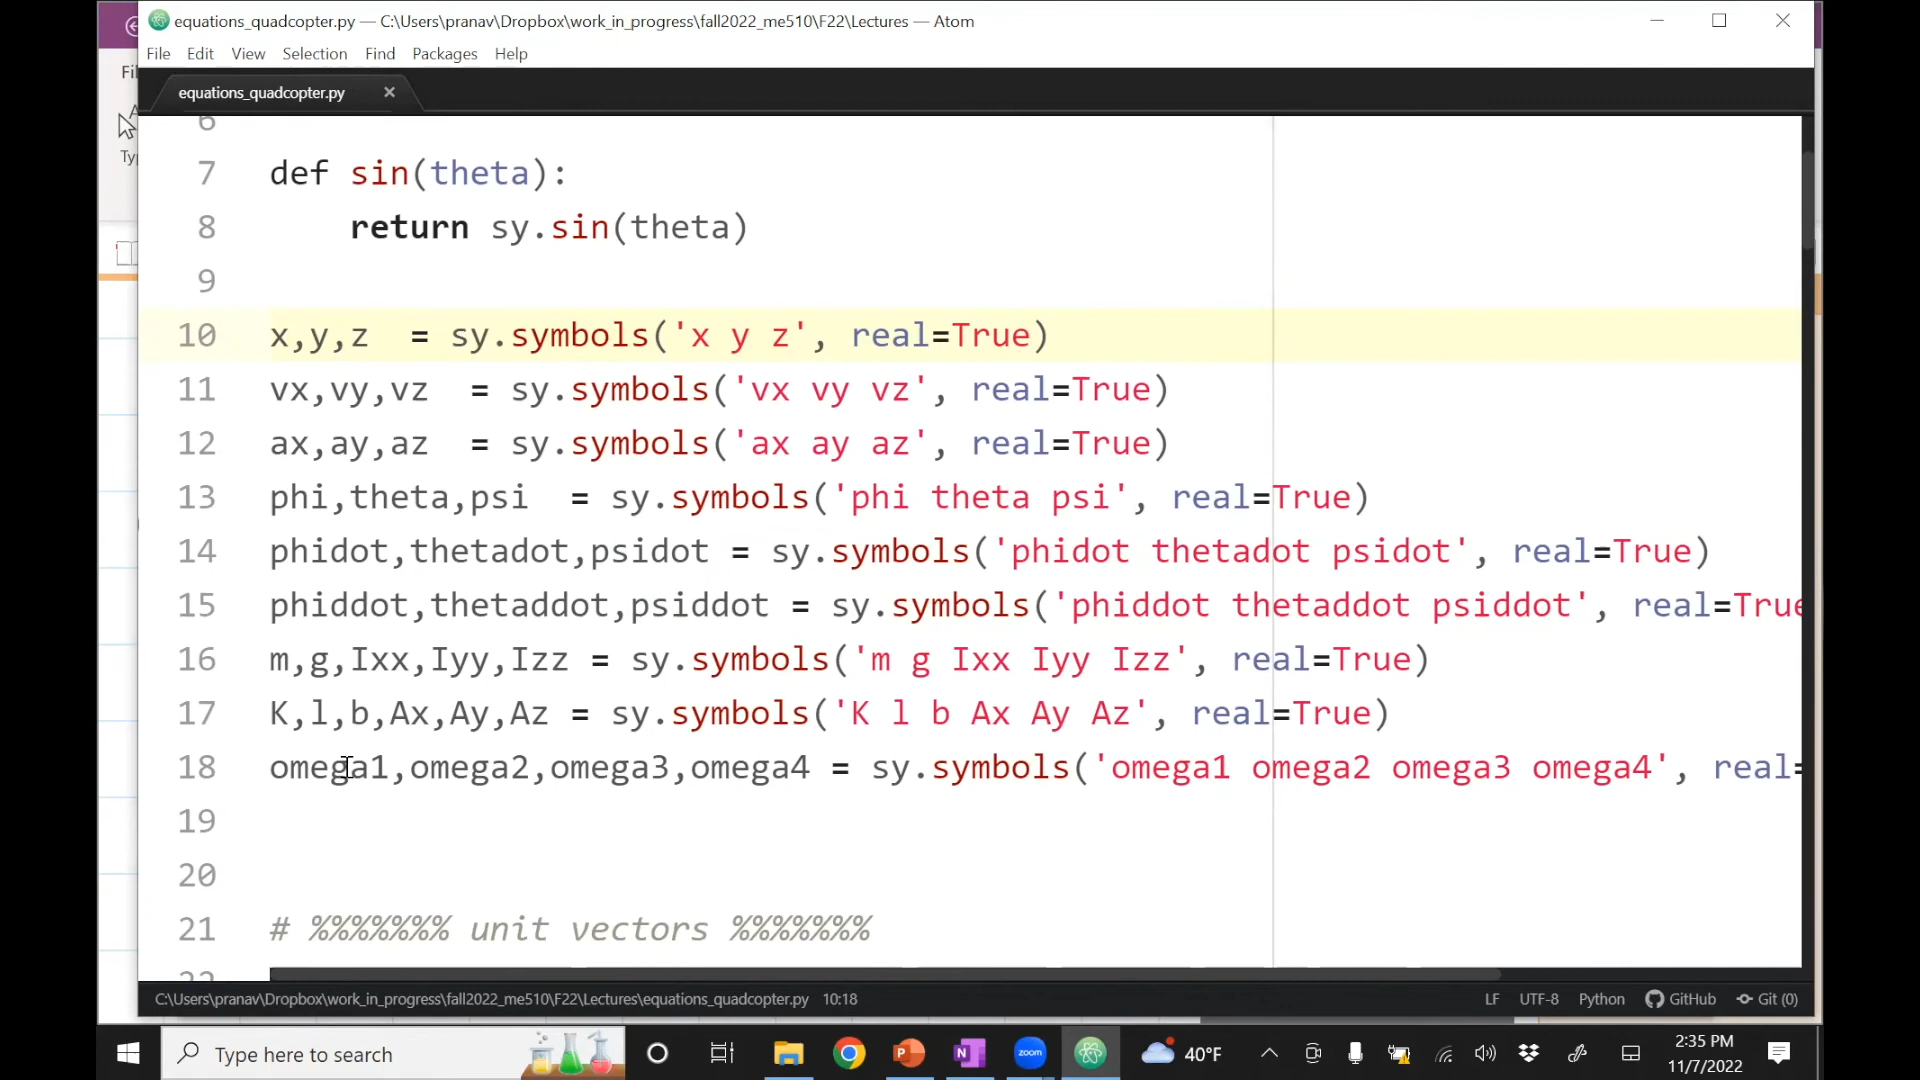 equations_quadcopter.py — C:\Users\pranav\Dropbox\work_in_progress\fall2022_me510\F22\Lectures — Atom
File Edit View Selection Find Packages Help
equations_quadcopter.py
6
7 def sin(theta):
8 return sy.sin(theta)
9
10 x,y,z = sy.symbols('x y z', real=True)
11 vx,vy,vz = sy.symbols('vx vy vz', real=True)
12 ax,ay,az = sy.symbols('ax ay az', real=True)
13 phi,theta,psi = sy.symbols('phi theta psi', real=True)
14 phidot,thetadot,psidot = sy.symbols('phidot thetadot psidot', real=True)
15 phiddot,thetaddot,psiddot = sy.symbols('phiddot thetaddot psiddot', real=True
16 m,g,Ixx,Iyy,Izz = sy.symbols('m g Ixx Iyy Izz', real=True)
17 K,l,b,Ax,Ay,Az = sy.symbols('K l b Ax Ay Az', real=True)
18 omega1,omega2,omega3,omega4 = sy.symbols('omega1 omega2 omega3 omega4', real=
19
20
21 # %%%%%%% unit vectors %%%%%%%
C:\Users\pranav\Dropbox\work_in_progress\fall2022_me510\F22\Lectures\equations_quadcopter.py 10:18 LF UTF-8 Python GitHub Git (0)
Type here to search
zoom
40°F
2:35 PM
11/7/2022